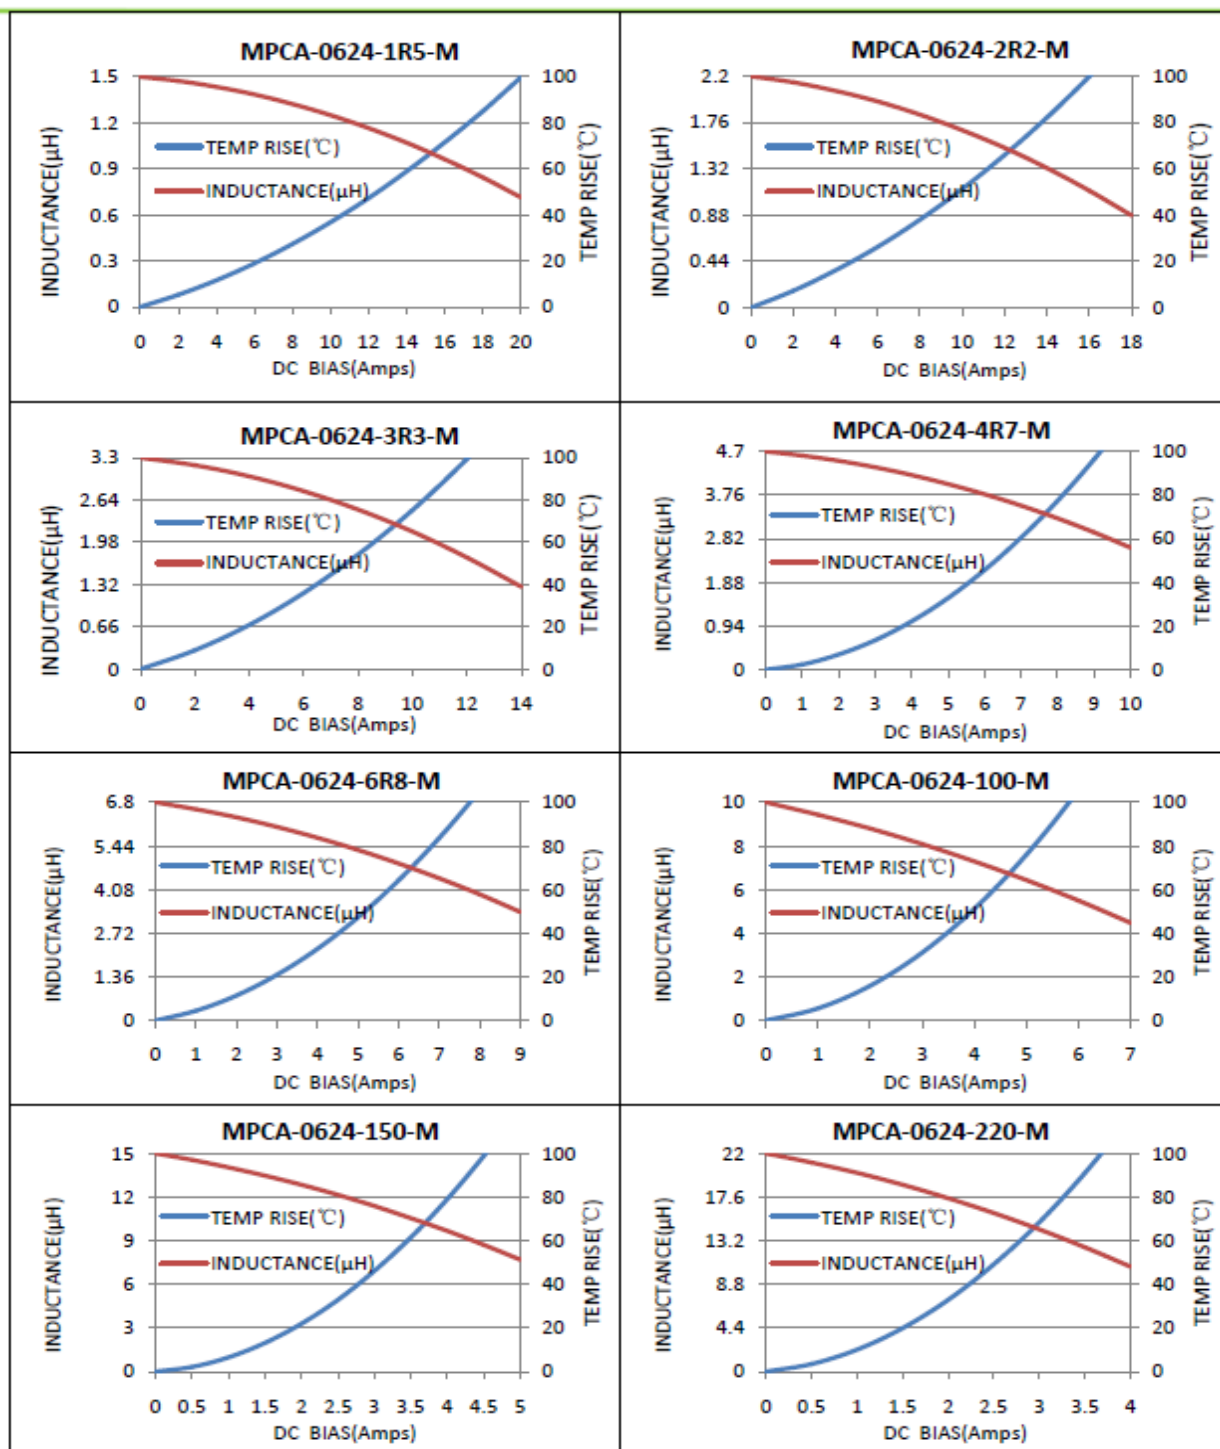 MPCA-0624-1R5-M
INDUCTANCE(μH)
1.5
1.2
0.9
0.6
0.3
0
TEMP RISE(℃)
INDUCTANCE(μH)
100
80
60
40
20
0
TEMP RISE(℃)
0 2 4 6 8 10 12 14 16 18 20
DC BIAS(Amps)
MPCA-0624-2R2-M
INDUCTANCE(μH)
2.2
1.76
1.32
0.88
0.44
0
TEMP RISE(℃)
INDUCTANCE(μH)
100
80
60
40
20
0
TEMP RISE(℃)
0 2 4 6 8 10 12 14 16 18
DC BIAS(Amps)
MPCA-0624-3R3-M
INDUCTANCE(μH)
3.3
2.64
1.98
1.32
0.66
0
TEMP RISE(℃)
INDUCTANCE(μH)
100
80
60
40
20
0
TEMP RISE(℃)
0 2 4 6 8 10 12 14
DC BIAS(Amps)
MPCA-0624-4R7-M
INDUCTANCE(μH)
4.7
3.76
2.82
1.88
0.94
0
TEMP RISE(℃)
INDUCTANCE(μH)
100
80
60
40
20
0
TEMP RISE(℃)
0 1 2 3 4 5 6 7 8 9 10
DC BIAS(Amps)
MPCA-0624-6R8-M
INDUCTANCE(μH)
6.8
5.44
4.08
2.72
1.36
0
TEMP RISE(℃)
INDUCTANCE(μH)
100
80
60
40
20
0
TEMP RISE(℃)
0 1 2 3 4 5 6 7 8 9
DC BIAS(Amps)
MPCA-0624-100-M
INDUCTANCE(μH)
10
8
6
4
2
0
TEMP RISE(℃)
INDUCTANCE(μH)
100
80
60
40
20
0
TEMP RISE(℃)
0 1 2 3 4 5 6 7
DC BIAS(Amps)
MPCA-0624-150-M
INDUCTANCE(μH)
15
12
9
6
3
0
TEMP RISE(℃)
INDUCTANCE(μH)
100
80
60
40
20
0
TEMP RISE(℃)
0 0.5 1 1.5 2 2.5 3 3.5 4 4.5 5
DC BIAS(Amps)
MPCA-0624-220-M
INDUCTANCE(μH)
22
17.6
13.2
8.8
4.4
0
TEMP RISE(℃)
INDUCTANCE(μH)
100
80
60
40
20
0
TEMP RISE(℃)
0 0.5 1 1.5 2 2.5 3 3.5 4
DC BIAS(Amps)